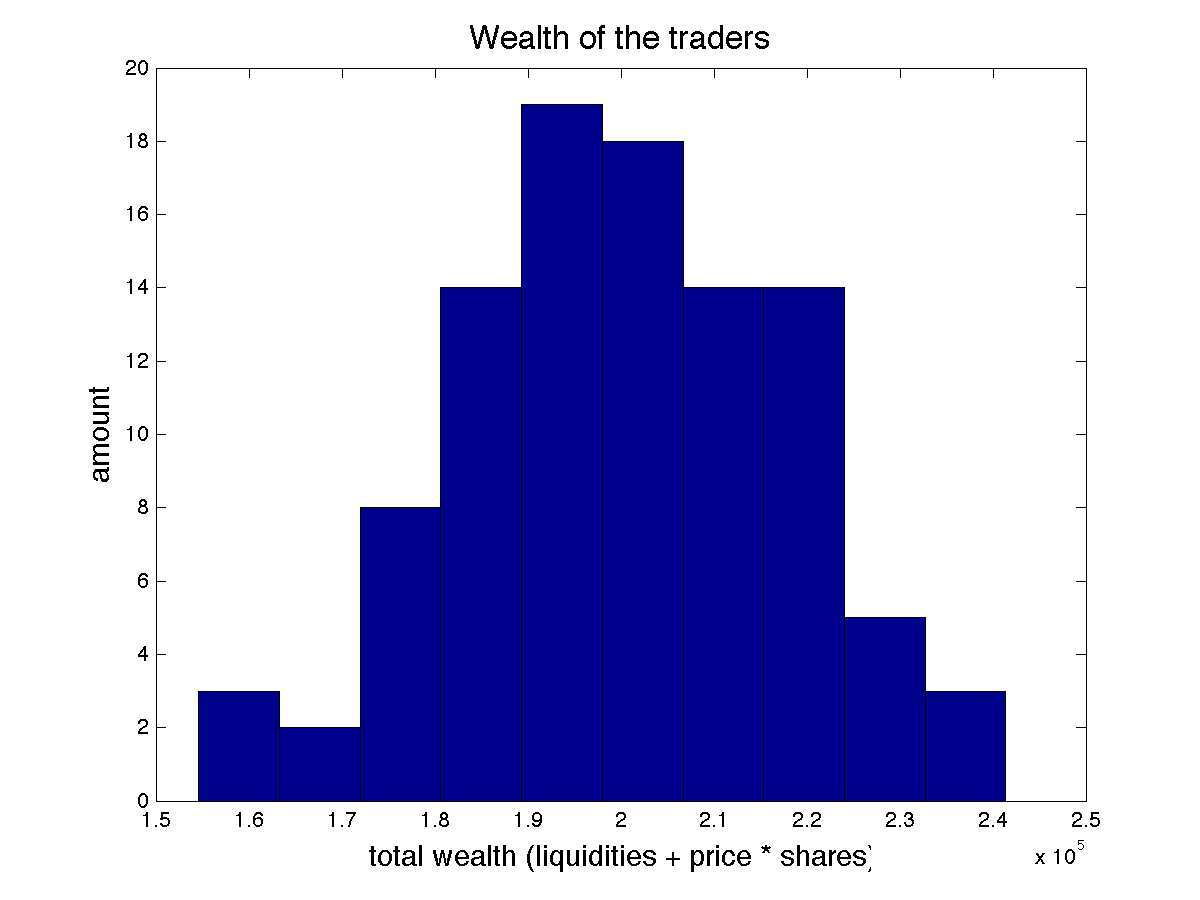 Wealth of the traders
20
18
16
14
12
10
8
6
4
2
0
amount
1.5 1.6 1.7 1.8 1.9 2 2.1 2.2 2.3 2.4 2.5
total wealth (liquidities + price * shares)
x 10^5